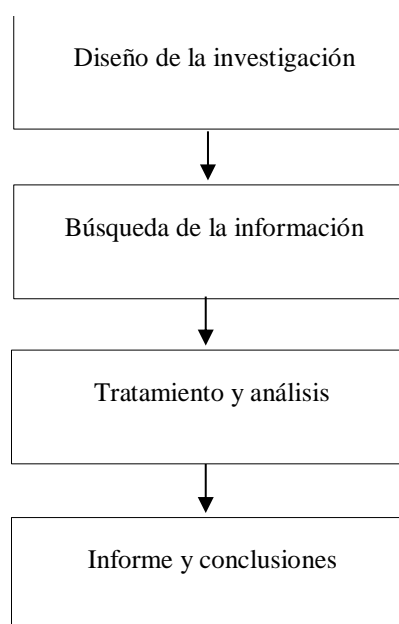 Diseño de la investigación
Búsqueda de la información
Tratamiento y análisis
Informe y conclusiones